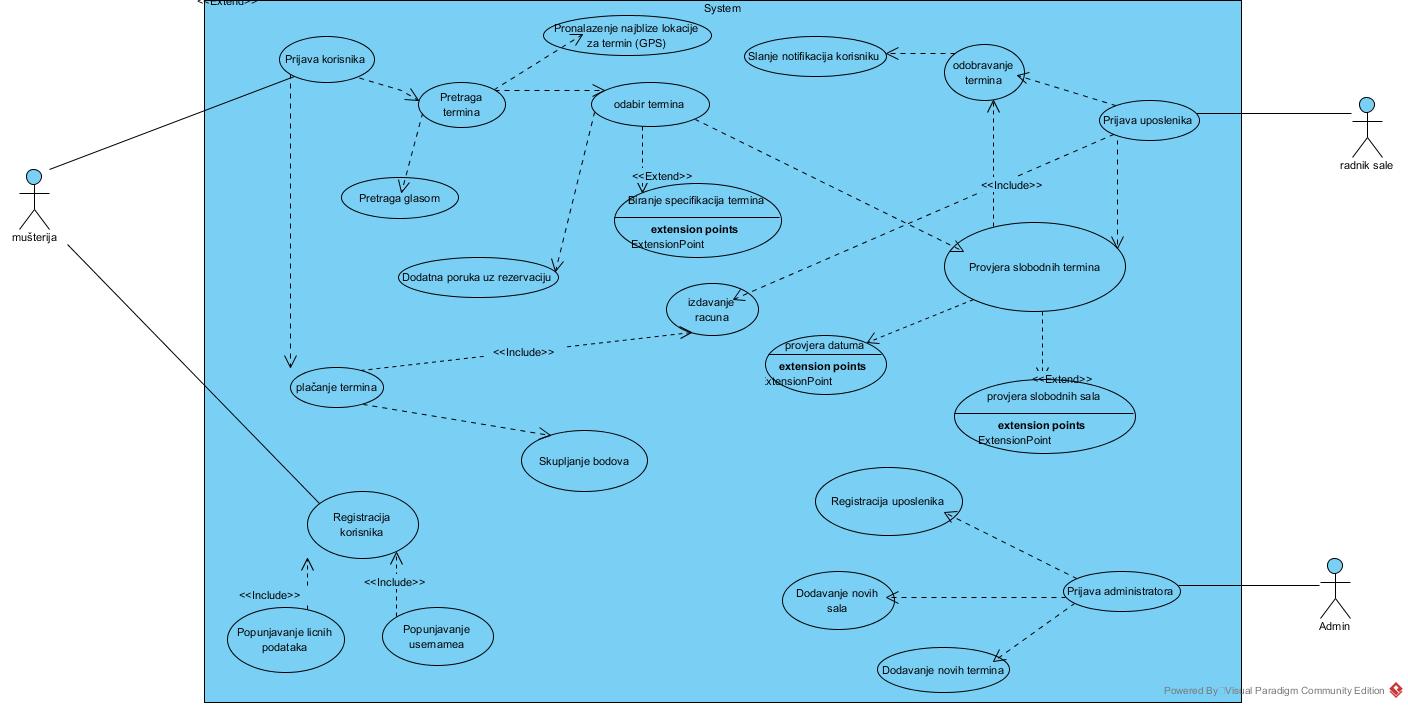 <<Extend>>
System
Pronalazenje najblize lokacije
za termin (GPS)
Prijava korisnika
Slanje notifikacija korisniku
odobravanje
termina
Pretraga
termina
odabir termina
Prijava uposlenika
radnik sale
<<Extend>>
<<Include>>
Pretraga glasom
Biranje specifikacija termina
extension points
ExtensionPoint
mušterija
Dodatna poruka uz rezervaciju
Provjera slobodnih termina
izdavanje
racuna
<<Include>>
provjera datuma
extension points
ExtensionPoint
plačanje termina
<<Extend>>
provjera slobodnih sala
extension points
ExtensionPoint
Skupljanje bodova
Registracija uposlenika
Registracija
korisnika
<<Include>>
<<Include>>
Dodavanje novih
sala
Prijava administratora
Admin
Popunjavanje licnih
podataka
Popunjavanje
usernamea
Dodavanje novih termina
Powered By Visual Paradigm Community Edition